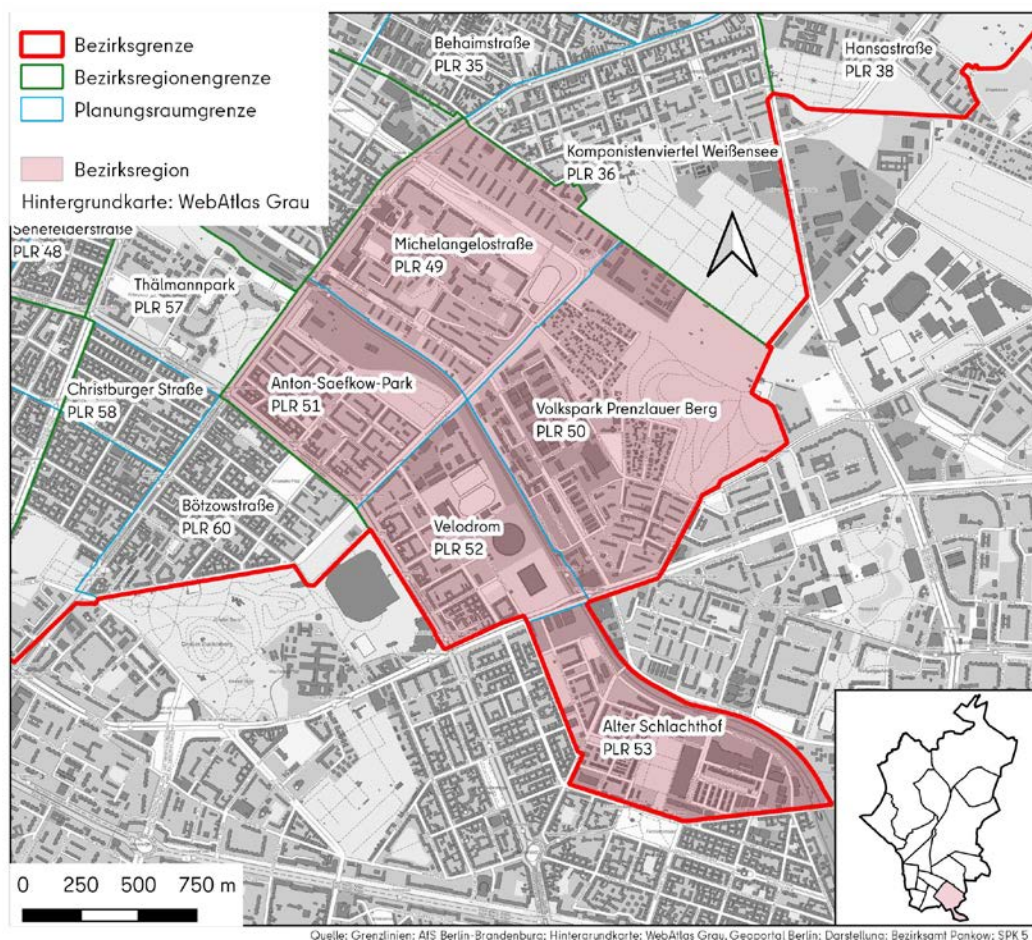 Bezirksgrenze
Bezirksregionengrenze
Planungsraumgrenze
Bezirksregion
Hintergrundkarte: WebAtlas Grau
Behaimstraße
PLR 35
Hansastraße
PLR 38
Komponistenviertel Weißensee
PLR 36
Senefelderstraße
PLR 48
Michelangelostraße
PLR 49
Thälmannpark
PLR 57
Anton-Saefkow-Park
PLR 51
Christburger Straße
PLR 58
Volkspark Prenzlauer Berg
PLR 50
Bötzowstraße
PLR 60
Velodrom
PLR 52
Alter Schlachthof
PLR 53
0 250 500 750 m
Quelle: Grenzlinien: AfS Berlin-Brandenburg; Hintergrundkarte: WebAtlas Grau, Geoportal Berlin; Darstellung: Bezirksamt Pankow; SPK 5